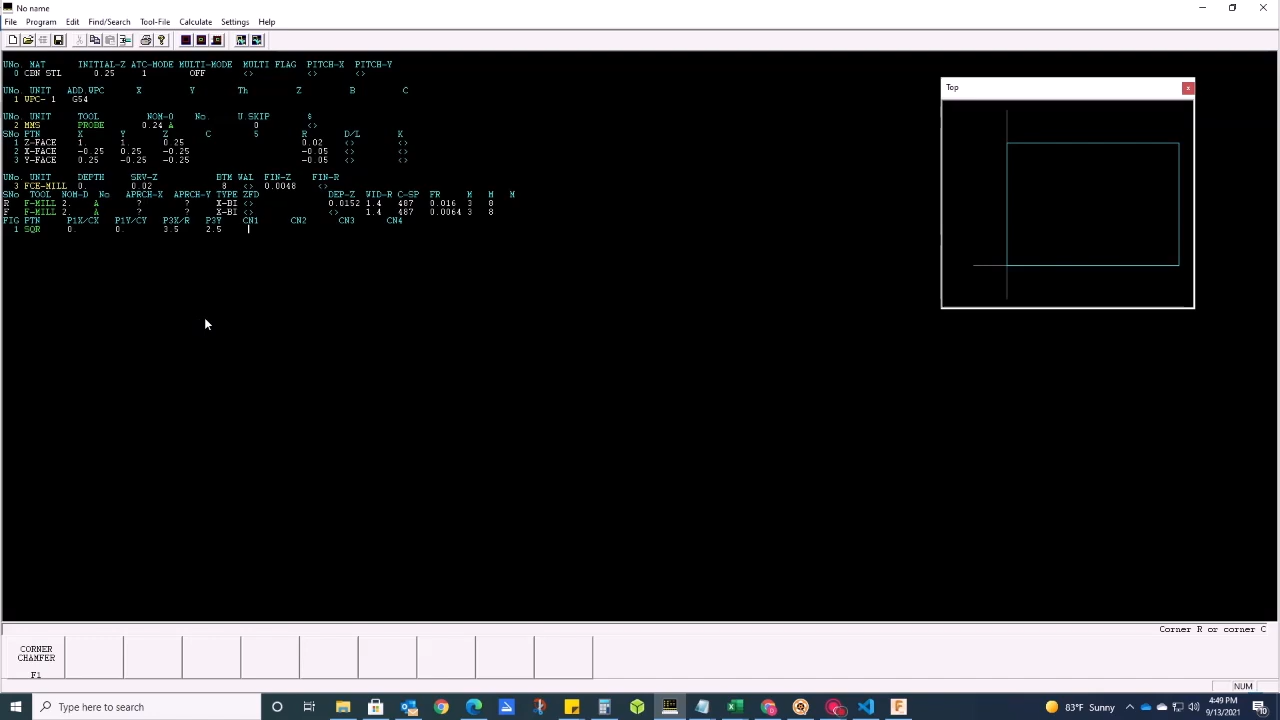 No name
File Program Edit Find/Search Tool-File Calculate Settings Help
UNo. MAT INITIAL-Z ATC-MODE MULTI-MODE MULTI FLAG PITCH-X PITCH-Y
0 CBN STL 0.25 1 OFF <> <> <>
UNo. UNIT ADD.WPC X Y Th Z B C
1 WPC- 1 G54
UNo. UNIT TOOL NOM-O No. U.SKIP $
2 MMS PROBE 0.24 A 0 <>
SNo PTN X Y Z C S R D/L K
1 Z-FACE 1 1. 0.25 0.02 <> <>
2 X-FACE -0.25 0.25 -0.25 -0.05 <> <>
3 Y-FACE 0.25 -0.25 -0.25 -0.05 <> <>
UNo. UNIT DEPTH SRV-Z BTM WAL FIN-Z FIN-R
3 FCE-MILL 0. 0.02 8 <> 0.0048 <>
SNo TOOL NOM-D No APRCH-X APRCH-Y TYPE ZFD DEP-Z WID-R C-SP FR M M M
R F-MILL 2. A ? ? X-BI <> 0.0152 1.4 487 0.016 3 8
F F-MILL 2. A ? ? X-BI <> <> 1.4 487 0.0064 3 8
FIG PTN P1X/CX P1Y/CY P3X/R P3Y CN1 CN2 CN3 CN4
1 SQR 0. 0. 3.5 2.5
Top
Corner R or corner C
CORNER
CHAMFER
F1
NUM
Type here to search
83°F Sunny
4:49 PM
9/13/2021